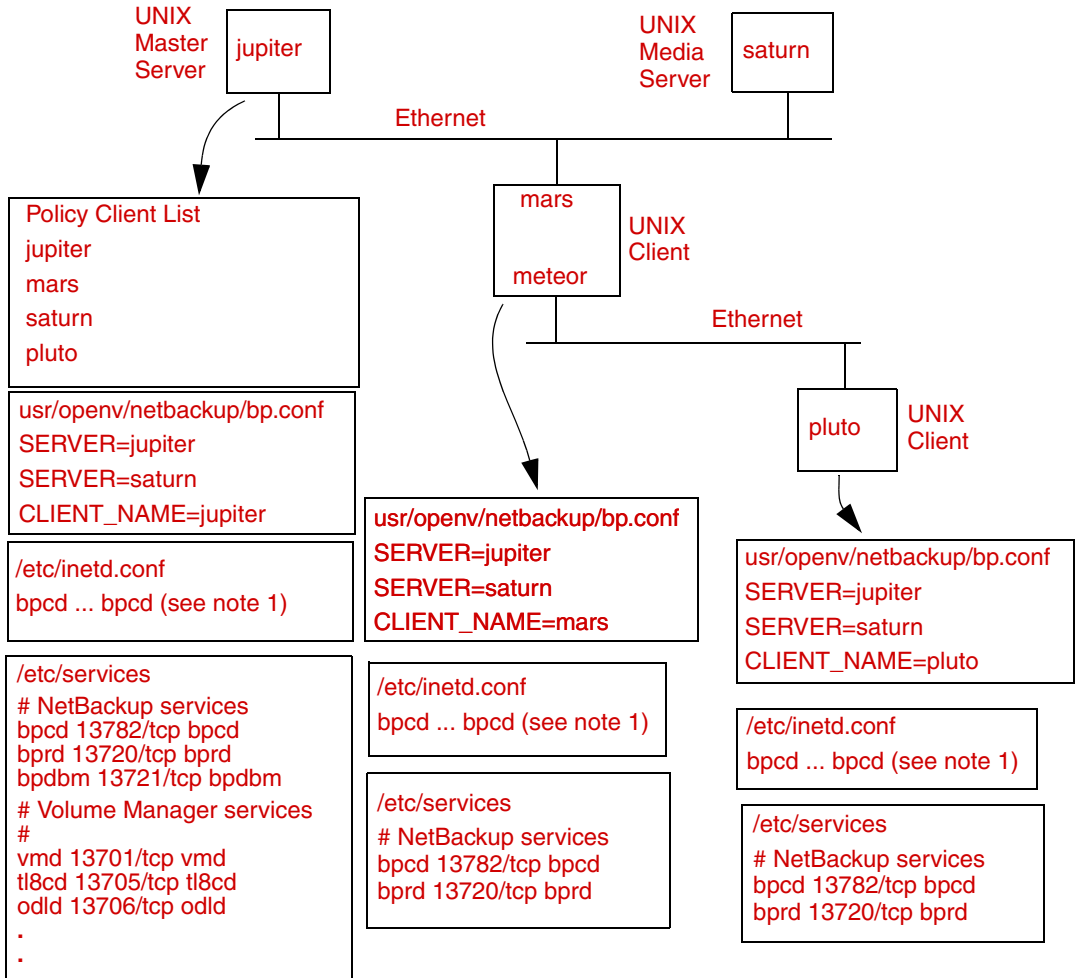 UNIX
Master
Server
jupiter
UNIX
Media
Server
saturn
Ethernet
mars
meteor
UNIX
Client
Ethernet
pluto
UNIX
Client
Policy Client List
jupiter
mars
saturn
pluto
usr/openv/netbackup/bp.conf
SERVER=jupiter
SERVER=saturn
CLIENT_NAME=jupiter
/etc/inetd.conf
bpcd ... bpcd (see note 1)
/etc/services
# NetBackup services
bpcd 13782/tcp bpcd
bprd 13720/tcp bprd
bpdbm 13721/tcp bpdbm
# Volume Manager services
#
vmd 13701/tcp vmd
tl8cd 13705/tcp tl8cd
odld 13706/tcp odld
.
.
usr/openv/netbackup/bp.conf
SERVER=jupiter
SERVER=saturn
CLIENT_NAME=mars
/etc/inetd.conf
bpcd ... bpcd (see note 1)
/etc/services
# NetBackup services
bpcd 13782/tcp bpcd
bprd 13720/tcp bprd
usr/openv/netbackup/bp.conf
SERVER=jupiter
SERVER=saturn
CLIENT_NAME=pluto
/etc/inetd.conf
bpcd ... bpcd (see note 1)
/etc/services
# NetBackup services
bpcd 13782/tcp bpcd
bprd 13720/tcp bprd